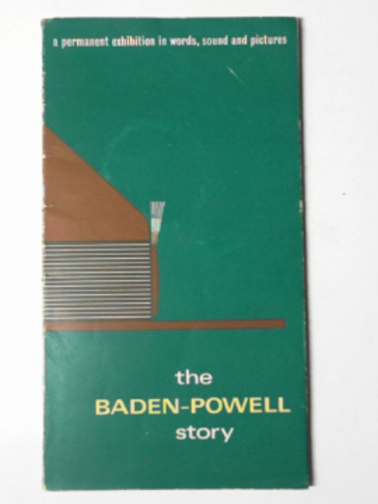 a permanent exhibition in words, sound and pictures
the
BADEN-POWELL
story